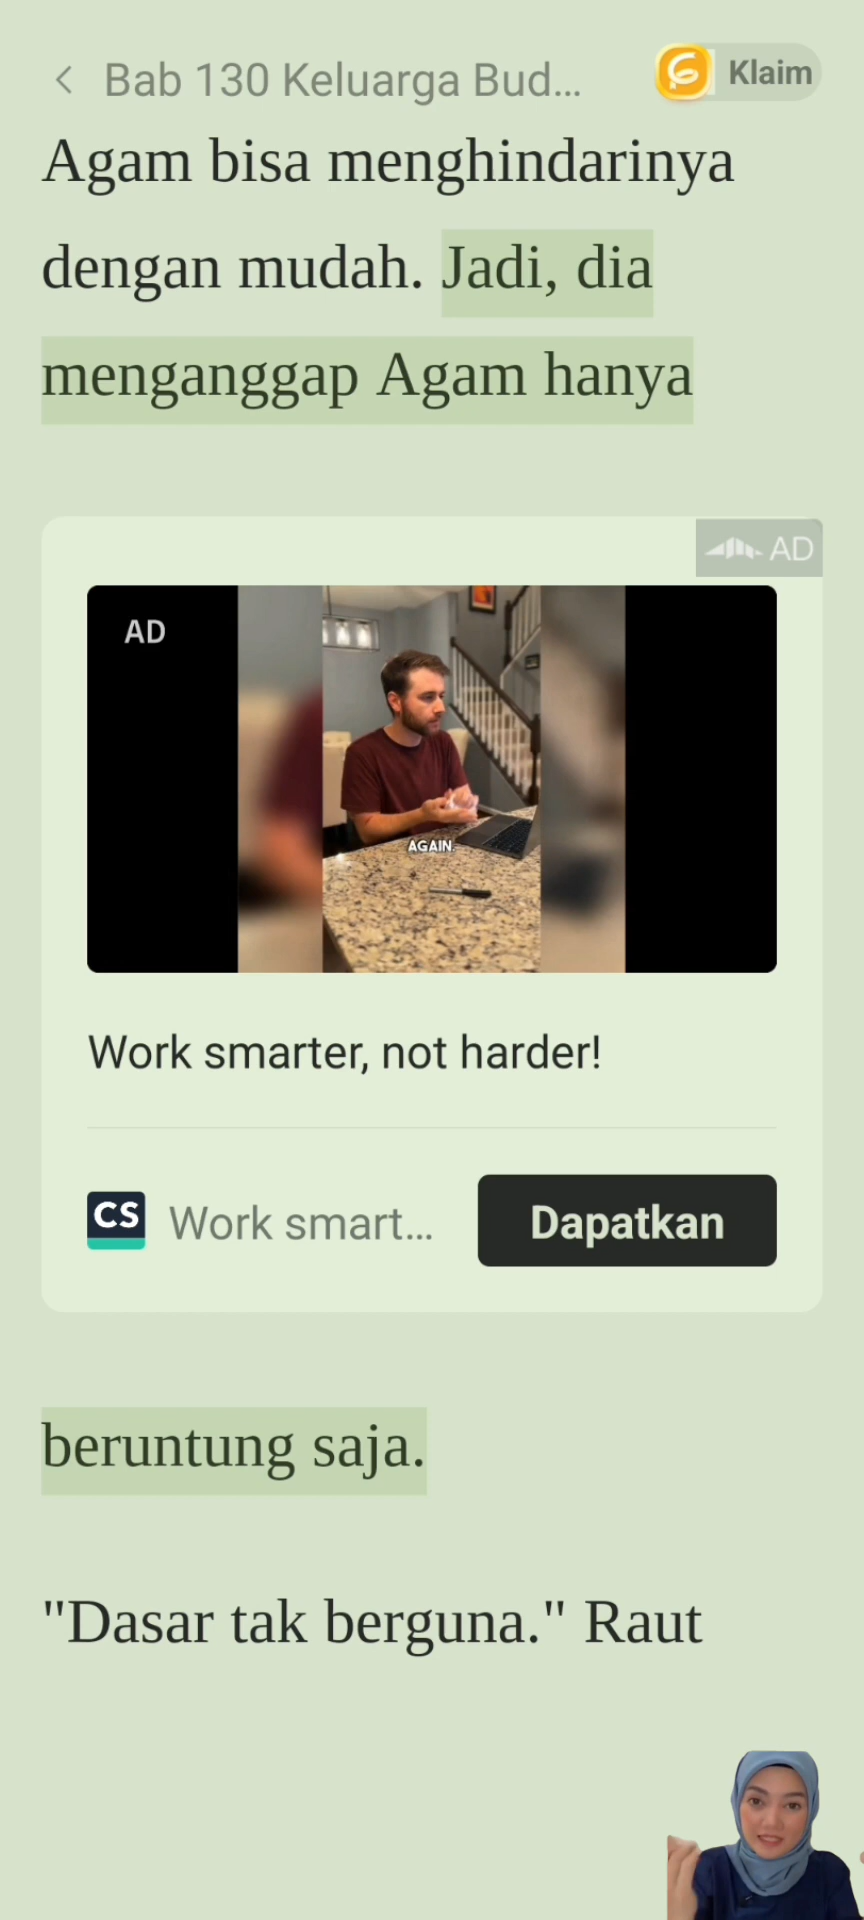 Bab 130 Keluarga Bud...
Klaim
Agam bisa menghindarinya
dengan mudah. Jadi, dia
menganggap Agam hanya
AD
AD
AGAIN.
Work smarter, not harder!
CS
Work smart...
Dapatkan
beruntung saja.
"Dasar tak berguna." Raut